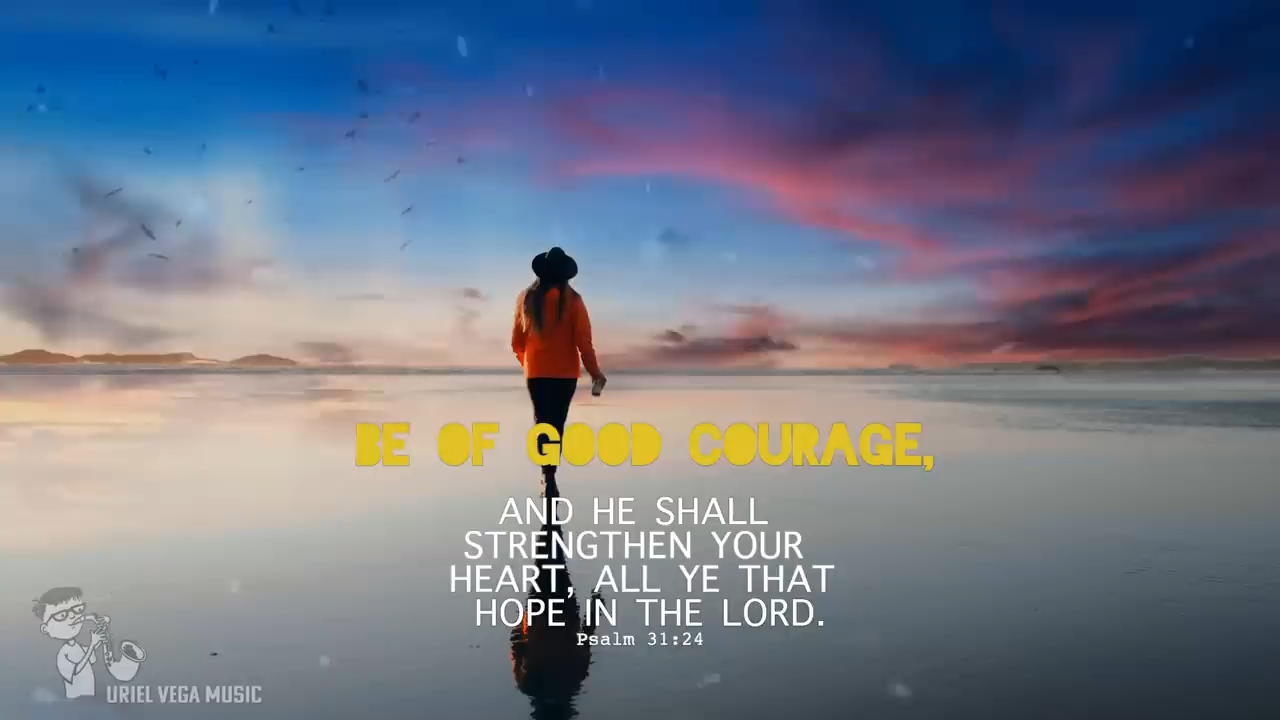 BE OF GOOD COURAGE,
AND HE SHALL
STRENGTHEN YOUR
HEART, ALL YE THAT
HOPE IN THE LORD.
Psalm 31:24
URIEL VEGA MUSIC